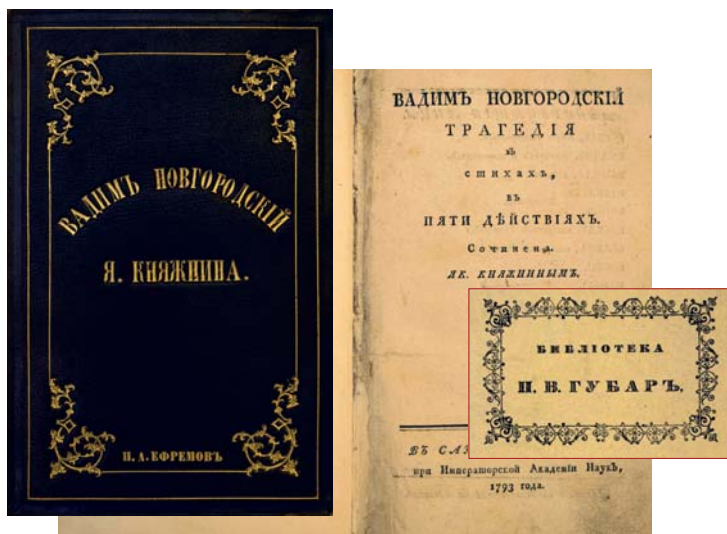 ВАДИМЪ НОВГОРОДСКІЙ
Я. КНЯЖНИНА.
П. А. ЕФРЕМОВЪ
ВАДИМЪ НОВГОРОДСКІЙ
ТРАГЕДІЯ
въ
стихахъ,
въ
ПЯТИ ДѢЙСТВІЯХЪ.
Сочинена.
ЯК. КНЯЖНИНЫМЪ.
ВЪ
при Императорской Академіи Наукъ,
1793 года.
БИБЛІОТЕКА
П. В. ГУБАРЪ.